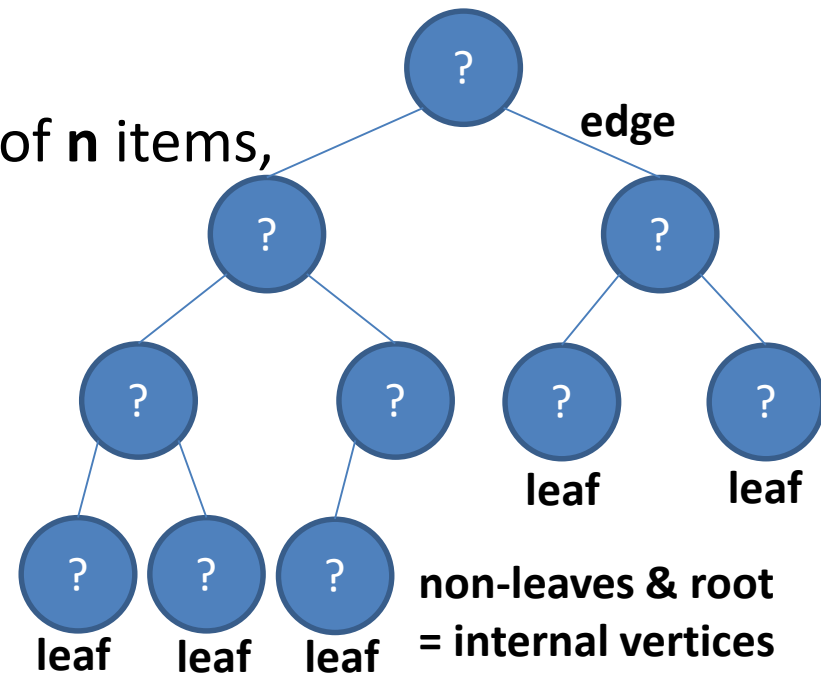 ?
edge
of n items,
? ?
? ? ? ?
leaf leaf
? ? ?
non-leaves & root
= internal vertices
leaf leaf leaf